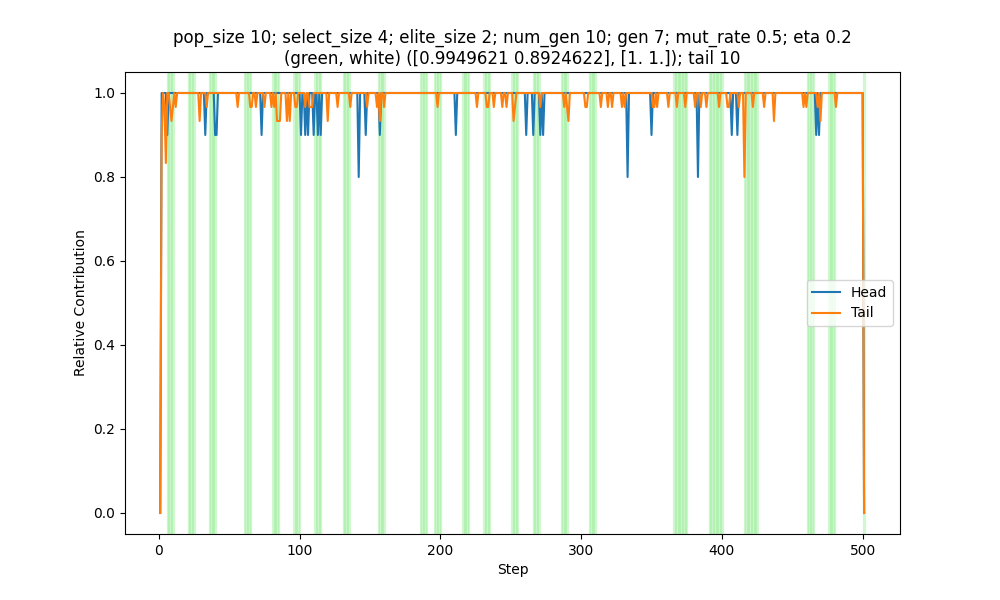 pop_size 10; select_size 4; elite_size 2; num_gen 10; gen 7; mut_rate 0.5; eta 0.2
(green, white) ([0.9949621 0.8924622], [1. 1.]); tail 10
1.0
0.8
0.6
0.4
0.2
0.0
Relative Contribution
Head
Tail
0
100
200
300
400
500
Step